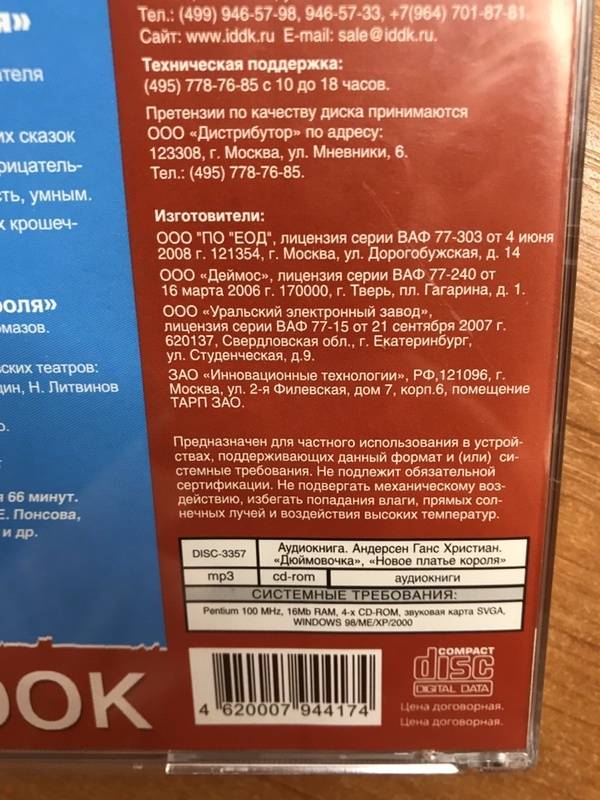 я»
ателя
их сказок
рицатель-
сть, умным.
х крошеч-
роля»
омазов.
вских театров:
дин, Н. Литвинов
о.
я 66 минут.
Е. Понсова,
и др.
ООК
Тел.: (499) 946-57-98, 946-57-33, +7(964) 701-87-81
Сайт: www.iddk.ru E-mail: sale@iddk.ru.
Техническая поддержка:
(495) 778-76-85 с 10 до 18 часов.
Претензии по качеству диска принимаются
ООО «Дистрибутор» по адресу:
123308, г. Москва, ул. Мневники, 6.
Тел.: (495) 778-76-85.
Изготовители:
ООО "ПО "ЕОД", лицензия серии ВАФ 77-303 от 4 июня
2008 г. 121354, г. Москва, ул. Дорогобужская, д. 14
ООО «Деймос», лицензия серии ВАФ 77-240 от
16 марта 2006 г. 170000, г. Тверь, пл. Гагарина, д. 1.
ООО «Уральский электронный завод»,
лицензия серии ВАФ 77-15 от 21 сентября 2007 г.
620137, Свердловская обл., г. Екатеринбург,
ул. Студенческая, д.9.
ЗАО «Инновационные технологии», РФ,121096, г.
Москва, ул. 2-я Филевская, дом 7, корп.6, помещение
ТАРП ЗАО.
Предназначен для частного использования в устрой-
ствах, поддерживающих данный формат и (или) си-
стемные требования. Не подлежит обязательной
сертификации. Не подвергать механическому воз-
действию, избегать попадания влаги, прямых сол-
нечных лучей и воздействия высоких температур.
DISC-3357 Аудиокнига. Андерсен Ганс Христиан.
«Дюймовочка», «Новое платье короля»
mp3 cd-rom аудиокниги
СИСТЕМНЫЕ ТРЕБОВАНИЯ:
Pentium 100 MHz, 16Mb RAM, 4-x CD-ROM, звуковая карта SVGA,
WINDOWS 98/ME/XP/2000
4 620007 944174
COMPACT
disc
DIGITAL DATA
Цена договорная.
Цена договорная.